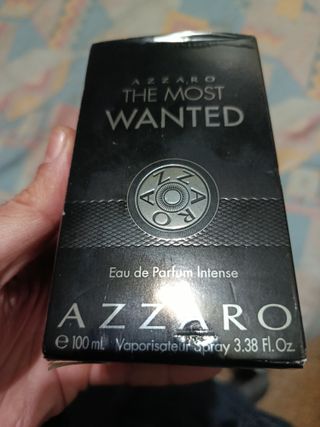 AZZARO
THE MOST
WANTED
AZZARO
Eau de Parfum Intense
AZZARO
℮ 100 ml Vaporisateur Spray 3.38 Fl.Oz.